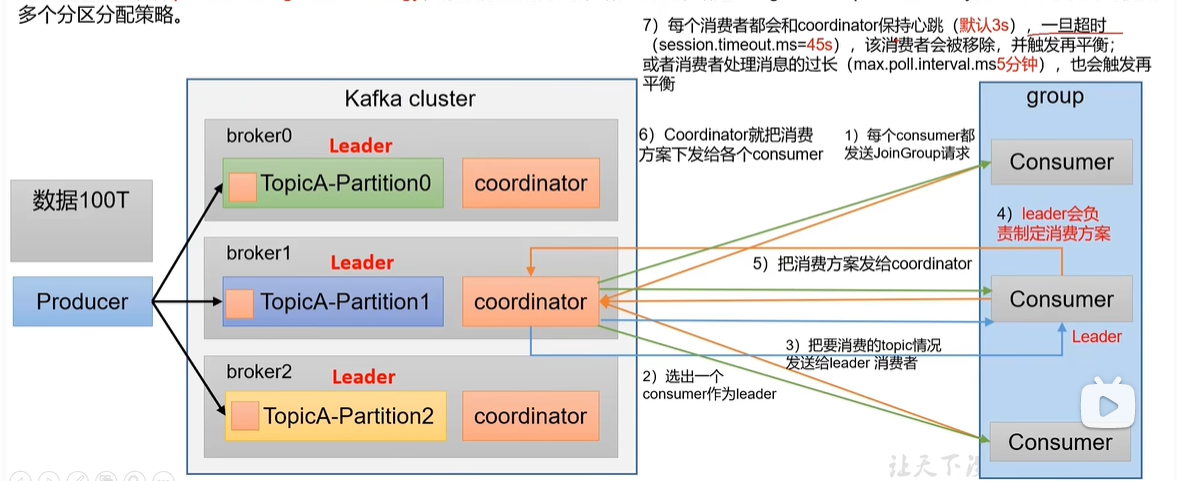 多个分区分配策略。
7）每个消费者都会和coordinator保持心跳（默认3s），一旦超时
（session.timeout.ms=45s），该消费者会被移除，并触发再平衡；
或者消费者处理消息的过长（max.poll.interval.ms5分钟），也会触发再
平衡
Kafka cluster
group
broker0
Leader
TopicA-Partition0
coordinator
6）Coordinator就把消费
方案下发给各个consumer
1）每个consumer都
发送JoinGroup请求
Consumer
数据100T
4）leader会负
责制定消费方案
broker1
Leader
TopicA-Partition1
coordinator
5）把消费方案发给coordinator
Producer
Consumer
Leader
3）把要消费的topic情况
发送给leader 消费者
broker2
Leader
TopicA-Partition2
coordinator
2）选出一个
consumer作为leader
Consumer
让天下没